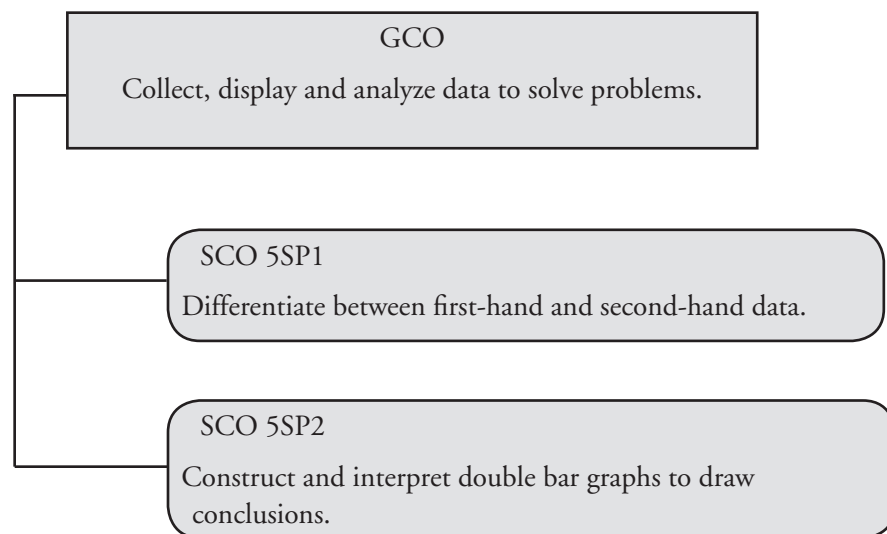 GCO
Collect, display and analyze data to solve problems.
SCO 5SP1
Differentiate between first-hand and second-hand data.
SCO 5SP2
Construct and interpret double bar graphs to draw
conclusions.